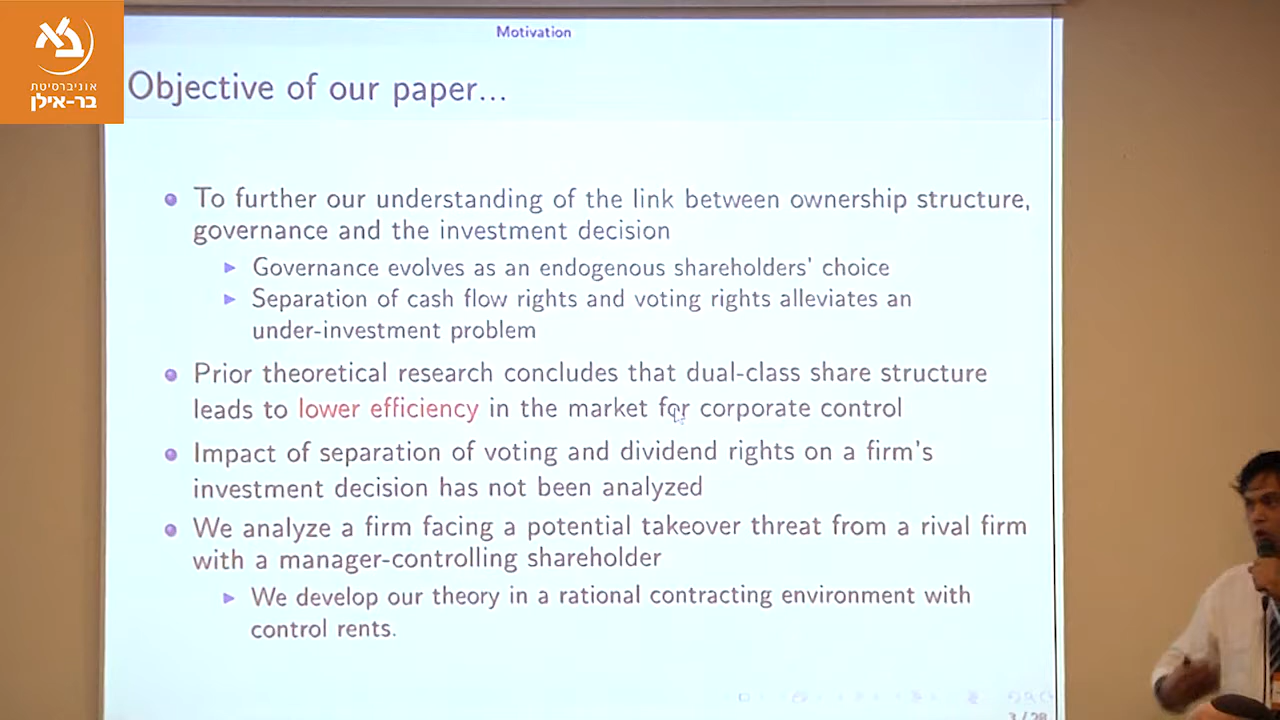 אוניברסיטת
בר-אילן
Motivation
Objective of our paper...
To further our understanding of the link between ownership structure,
governance and the investment decision
Governance evolves as an endogenous shareholders' choice
Separation of cash flow rights and voting rights alleviates an
under-investment problem
Prior theoretical research concludes that dual-class share structure
leads to lower efficiency in the market for corporate control
Impact of separation of voting and dividend rights on a firm's
investment decision has not been analyzed
We analyze a firm facing a potential takeover threat from a rival firm
with a manager-controlling shareholder
We develop our theory in a rational contracting environment with
control rents.
3 / 28